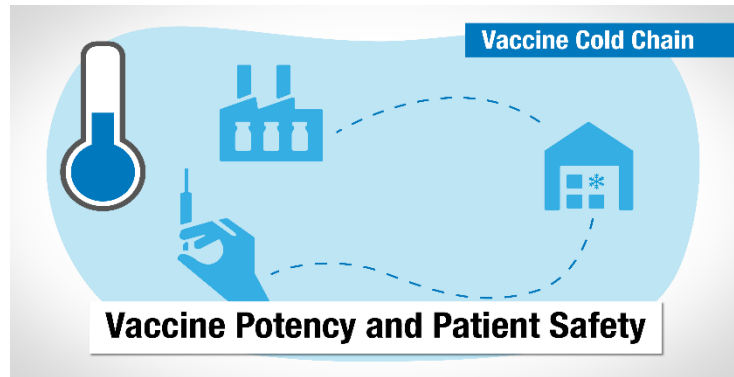 Vaccine Cold Chain
Vaccine Potency and Patient Safety